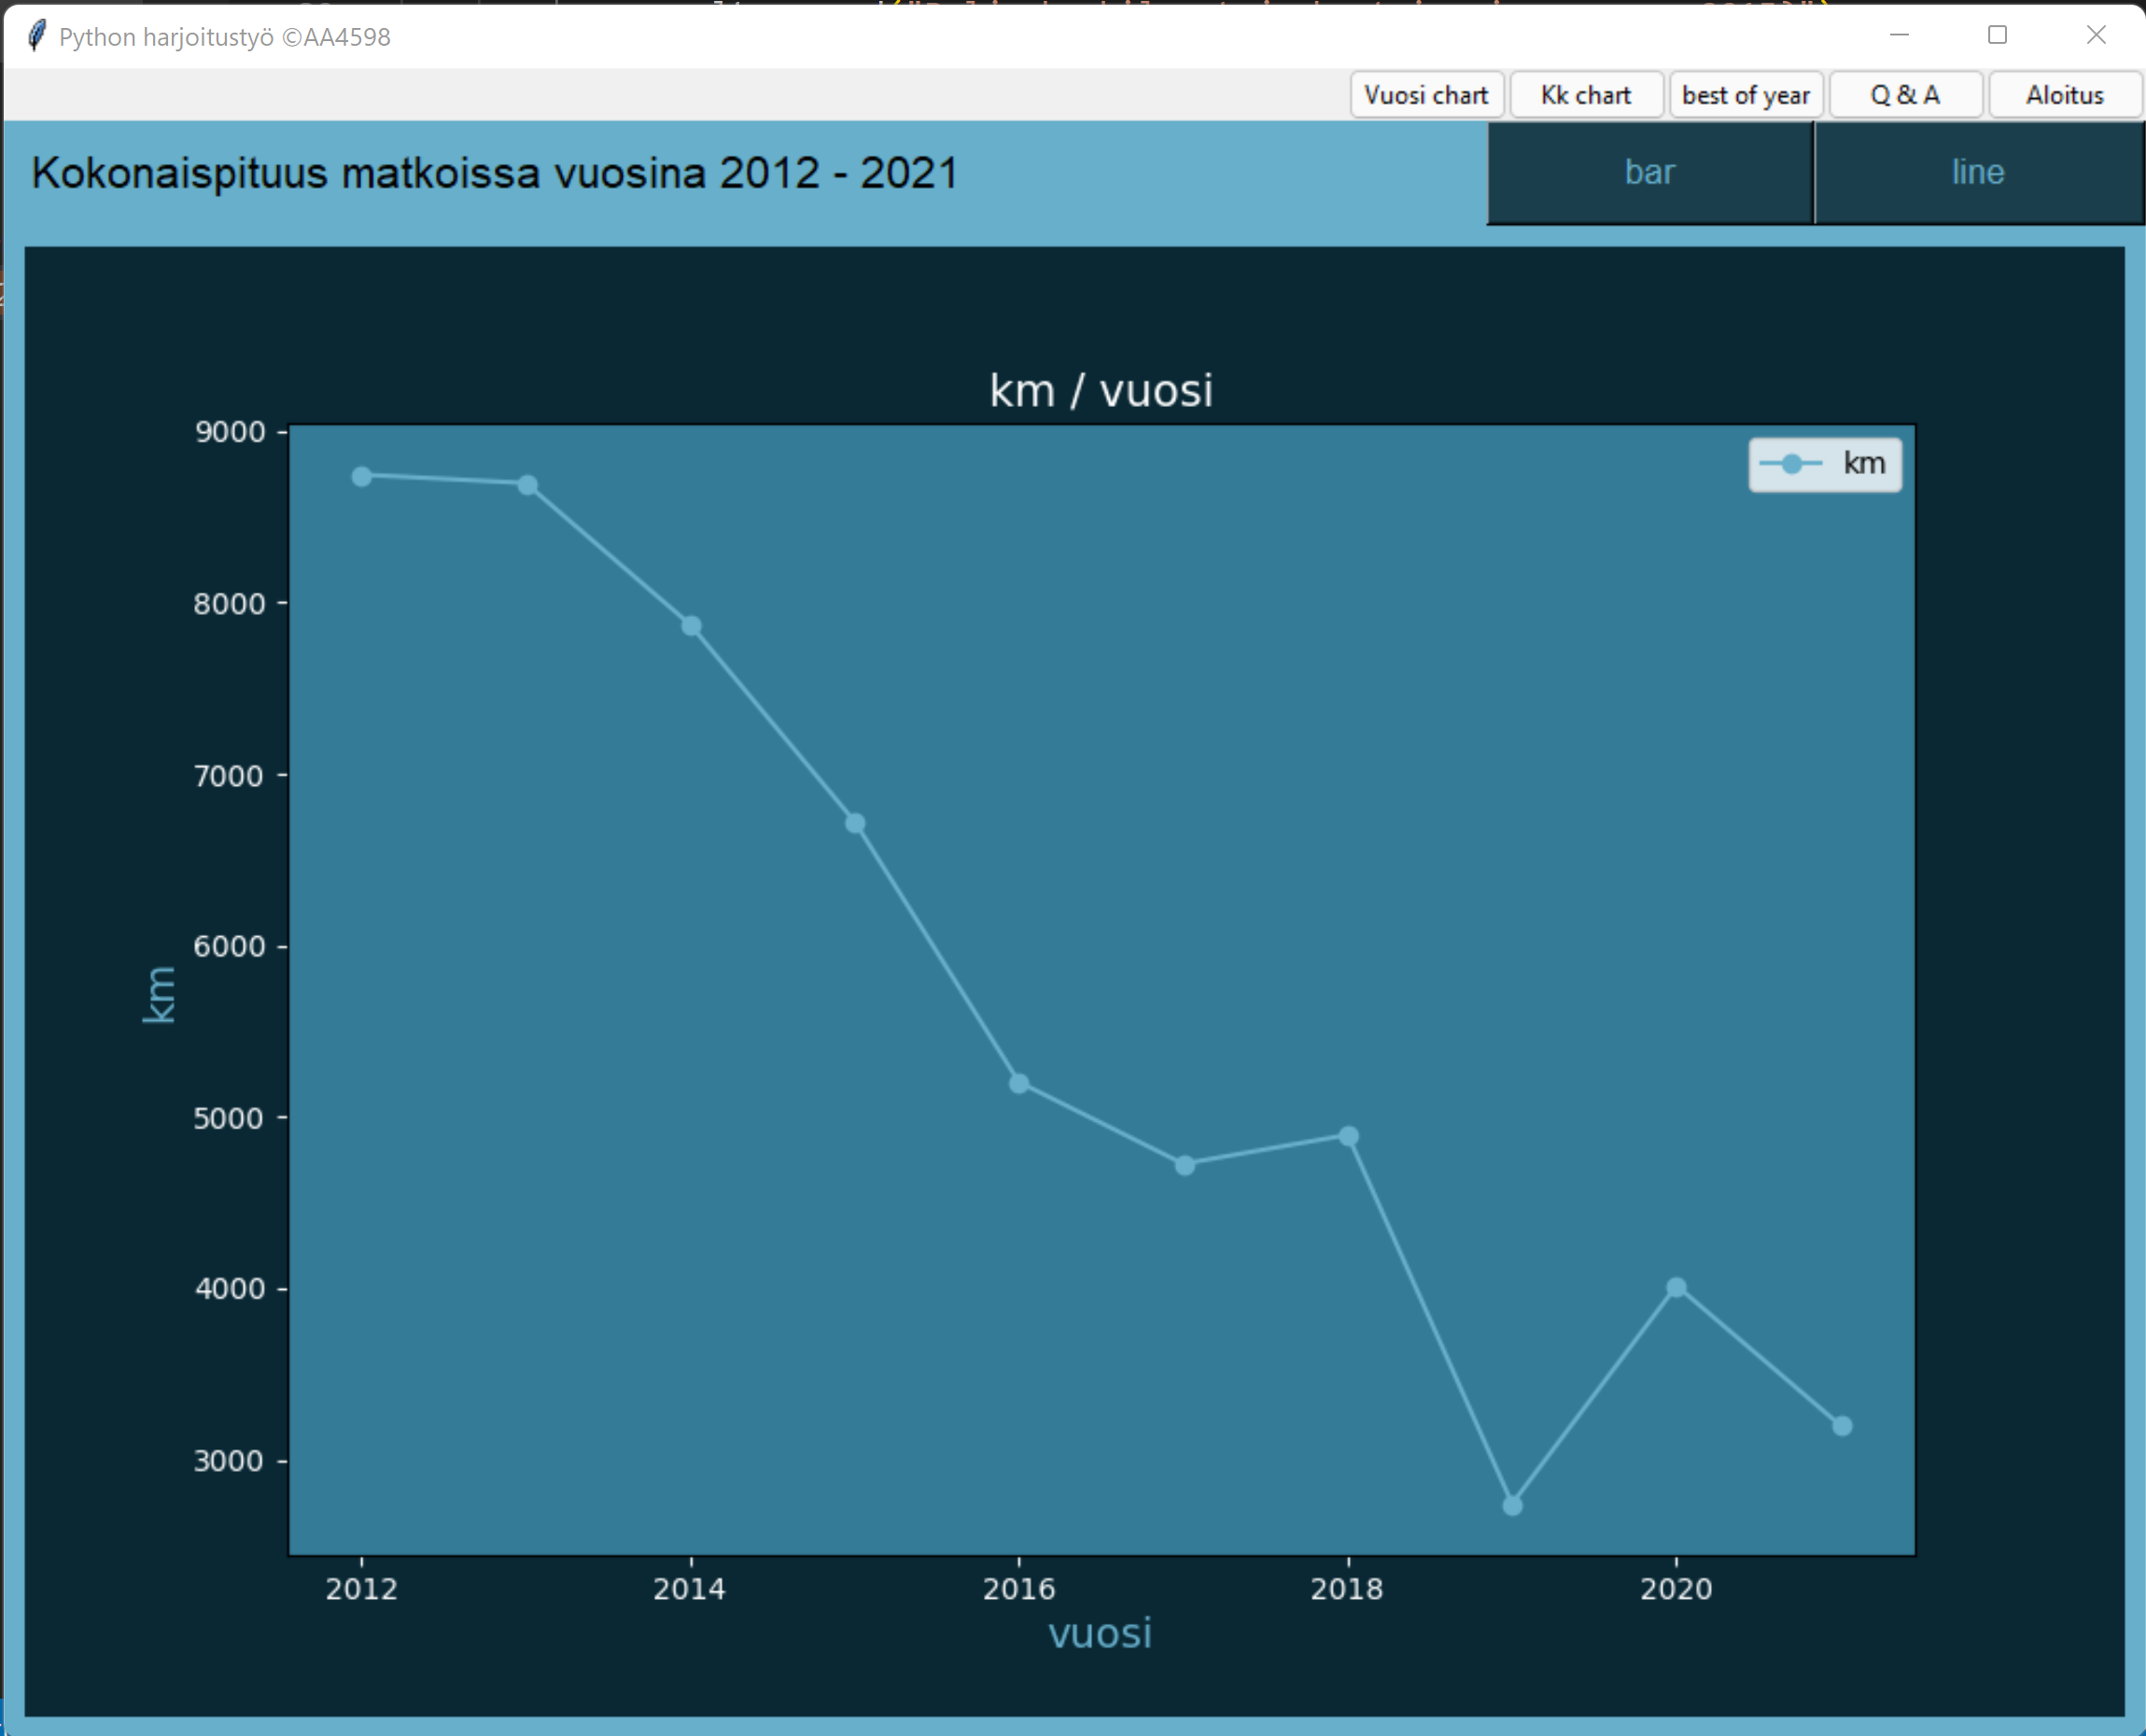 Python harjoitustyö ©AA4598
Vuosi chart Kk chart best of year Q & A Aloitus
Kokonaispituus matkoissa vuosina 2012 - 2021
bar line
km / vuosi
km
9000
8000
7000
6000
5000
4000
3000
km
2012 2014 2016 2018 2020
vuosi